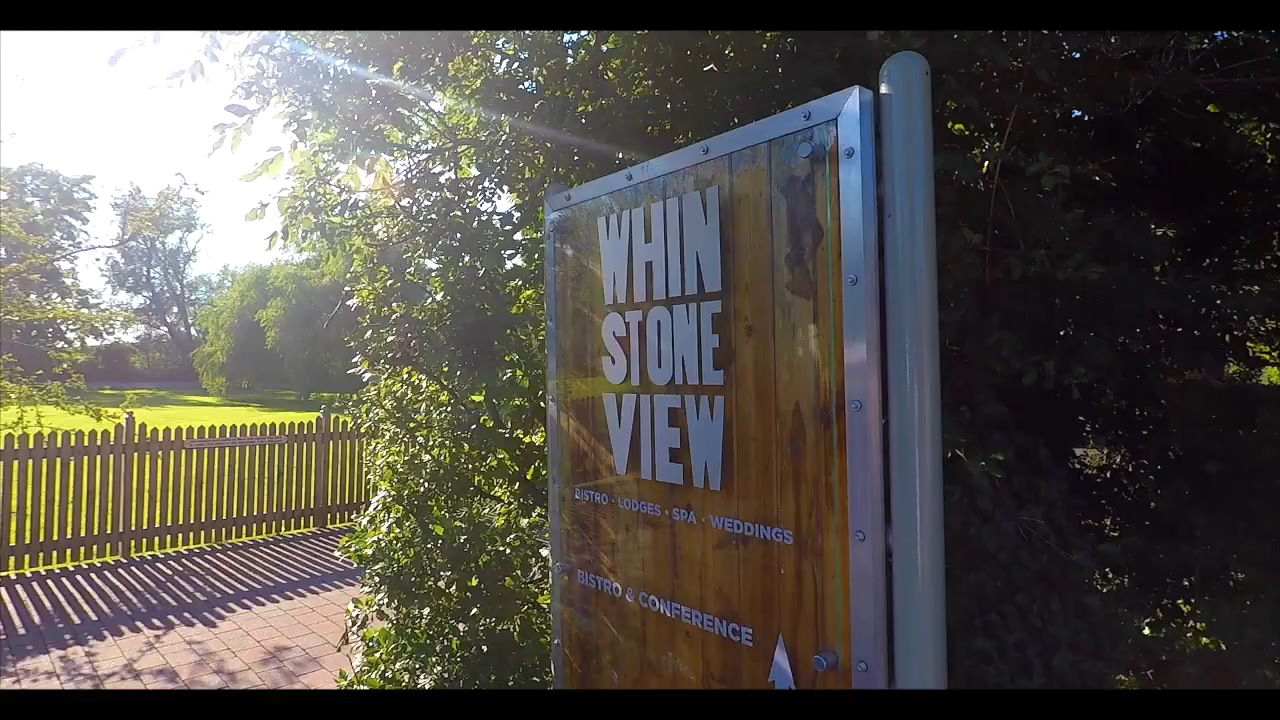 WHIN
STONE
VIEW
BISTRO · LODGES · SPA · WEDDINGS
BISTRO & CONFERENCE